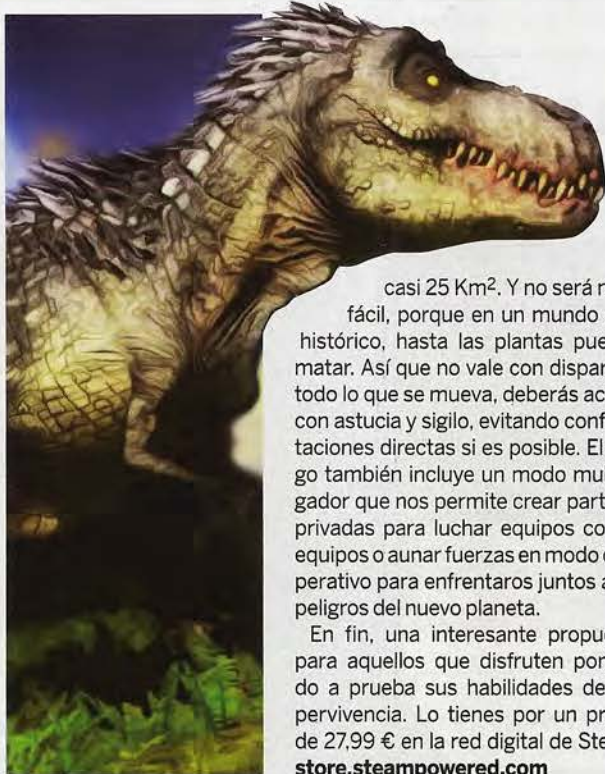 casi 25 Km². Y no será
fácil, porque en un mundo
histórico, hasta las plantas pue
matar. Así que no vale con dispar
todo lo que se mueva, deberás ac
con astucia y sigilo, evitando conf
taciones directas si es posible. El
go también incluye un modo mu
gador que nos permite crear part
privadas para luchar equipos co
equipos o aunar fuerzas en modo
perativo para enfrentaros juntos a
peligros del nuevo planeta.
En fin, una interesante propu
para aquellos que disfruten pon
do a prueba sus habilidades de
pervivencia. Lo tienes por un pr
de 27,99 € en la red digital de Ste
store.steampowered.com